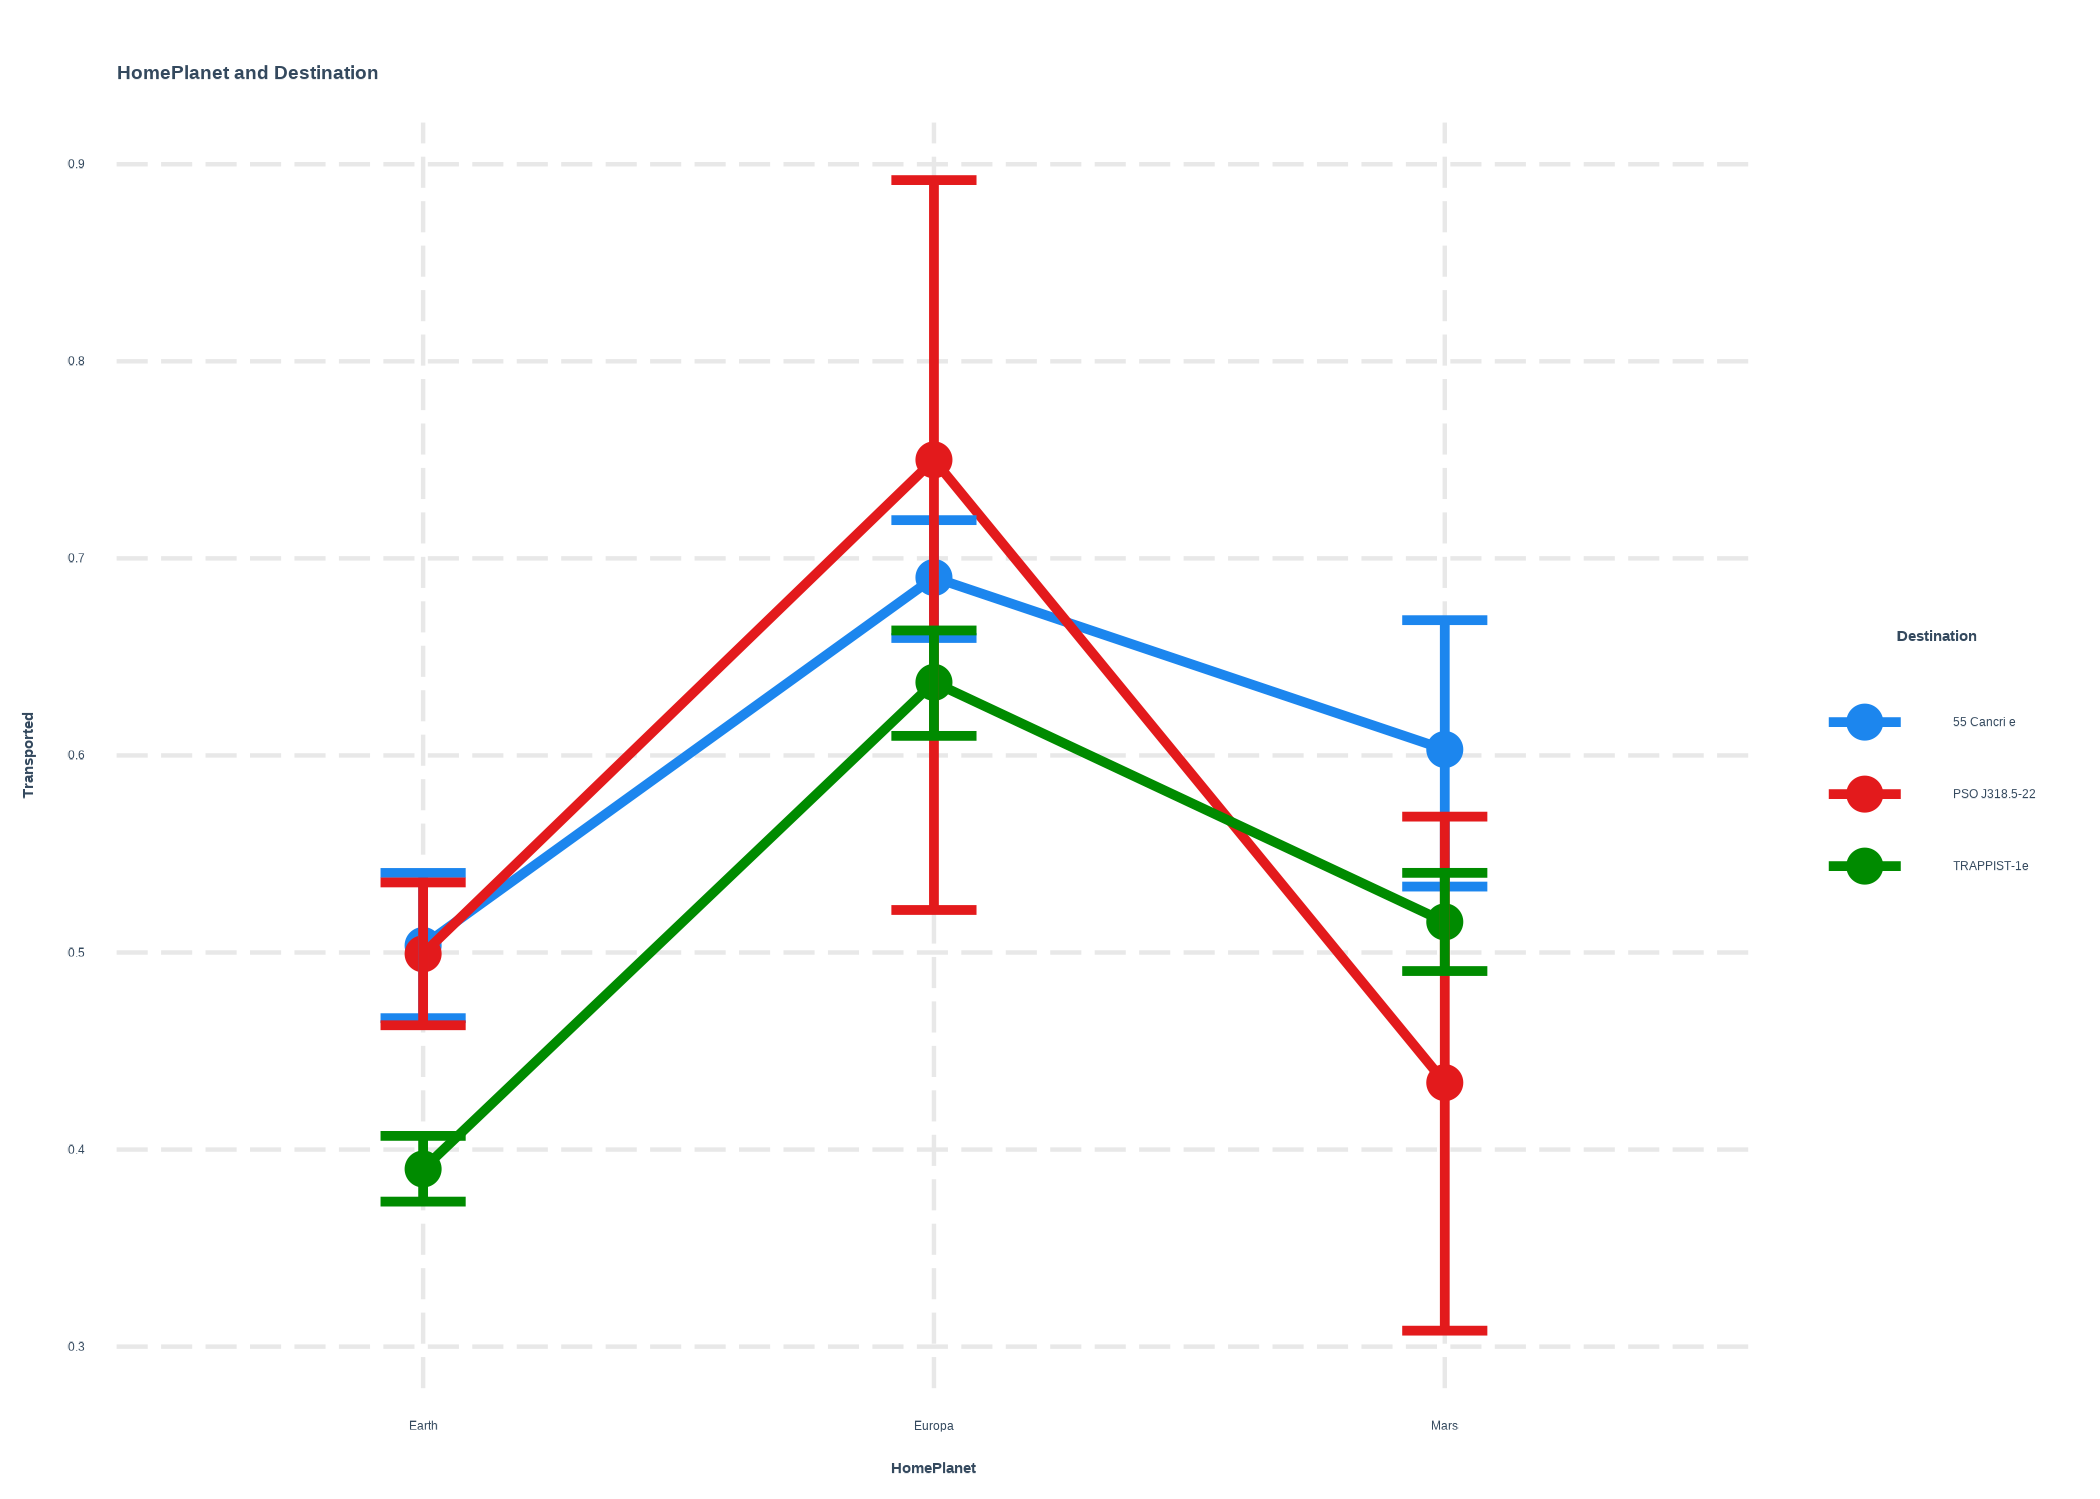 HomePlanet and Destination
0.9
0.8
0.7
0.6
0.5
0.4
0.3
Transported
Earth
Europa
Mars
HomePlanet
Destination
55 Cancri e
PSO J318.5-22
TRAPPIST-1e